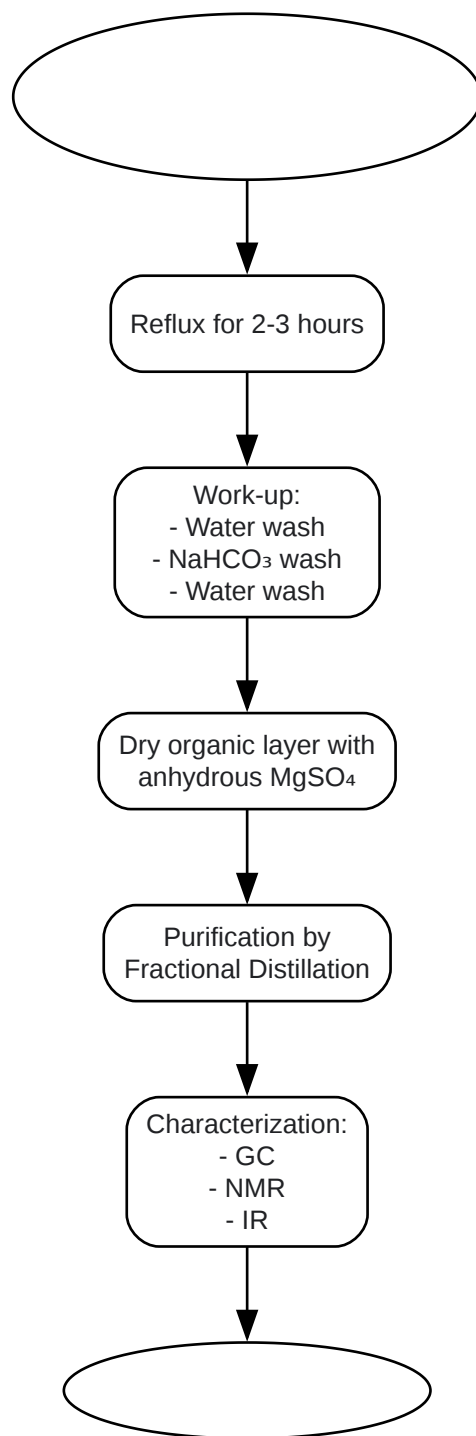 Reflux for 2-3 hours
Work-up:
- Water wash
- NaHCO₃ wash
- Water wash
Dry organic layer with
anhydrous MgSO₄
Purification by
Fractional Distillation
Characterization:
- GC
- NMR
- IR